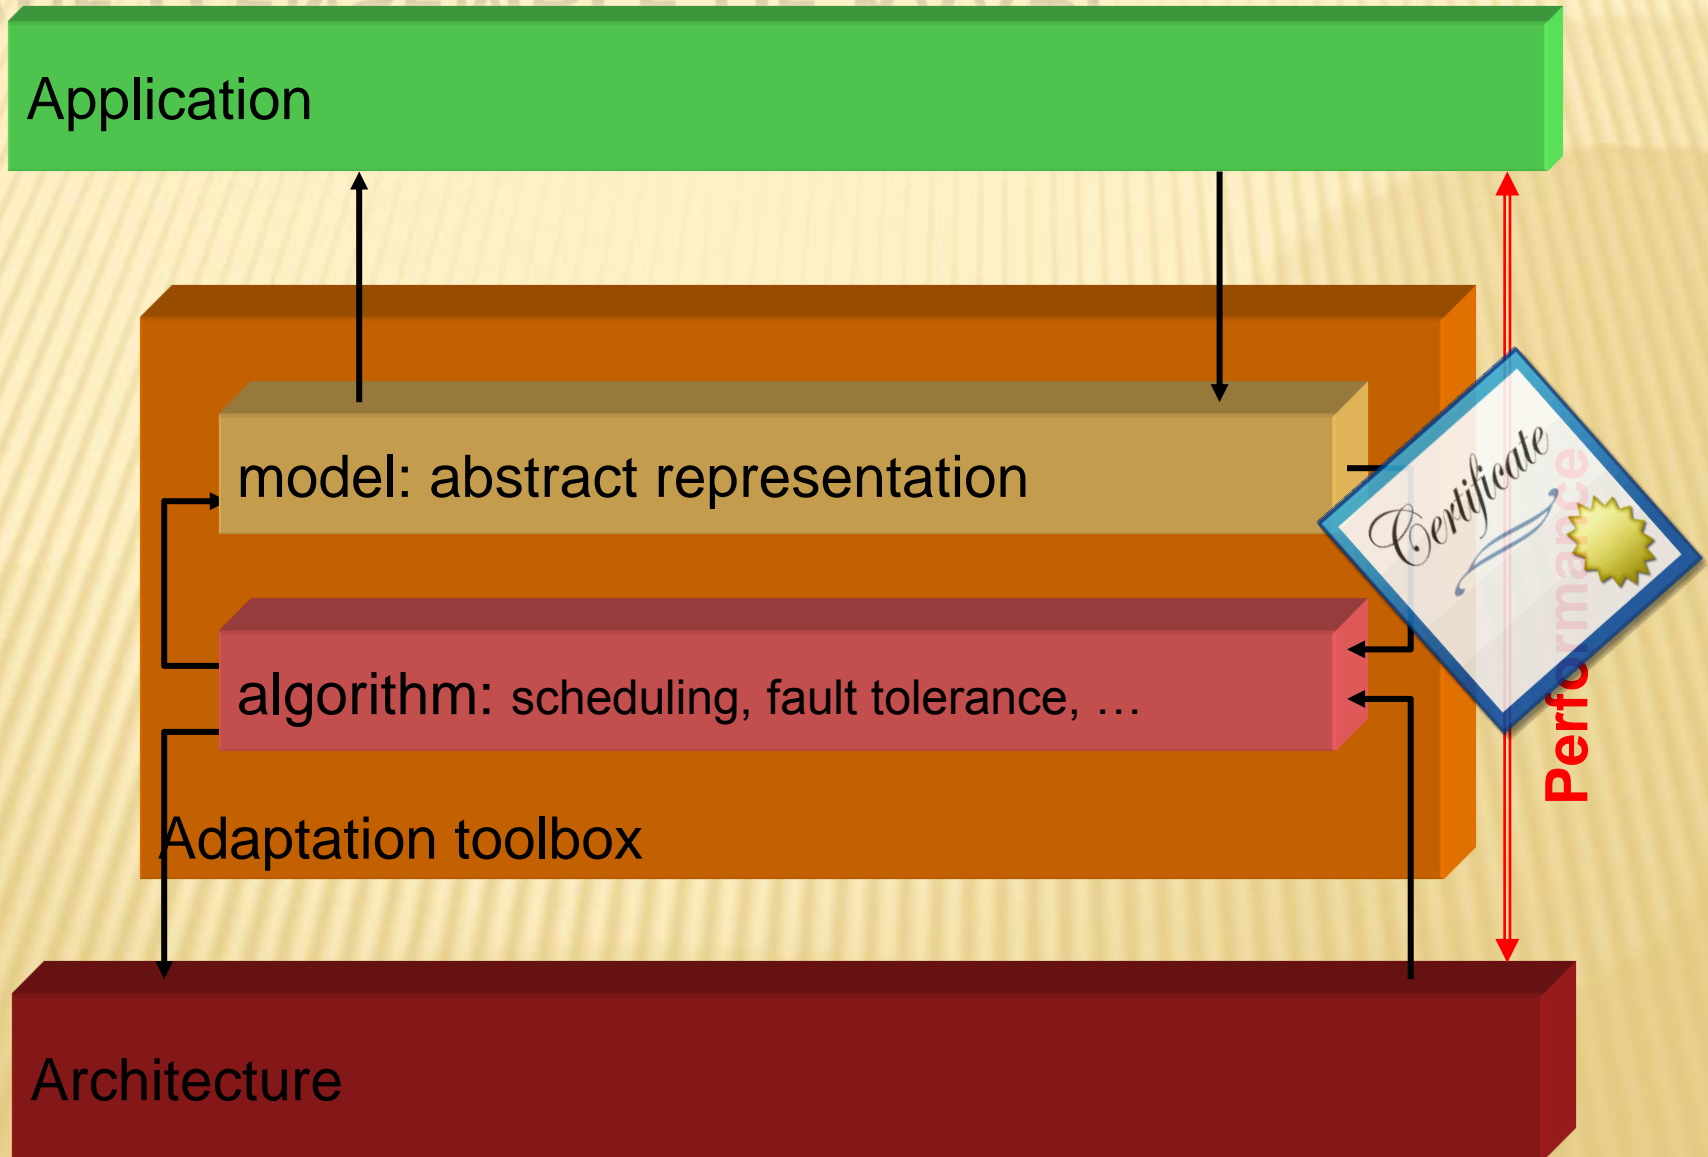 Application
model: abstract representation
Certificate
algorithm: scheduling, fault tolerance, …
Performance
Adaptation toolbox
Architecture